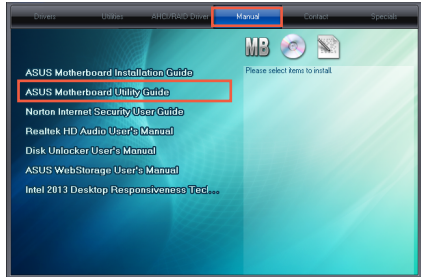 Drivers Utilities AHCI/RAID Driver Manual Contact Specials
MB
Please select items to install.
ASUS Motherboard Installation Guide
ASUS Motherboard Utility Guide
Norton Internet Security User Guide
Realtek HD Audio User's Manual
Disk Unlocker User's Manual
ASUS WebStorage User's Manual
Intel 2013 Desktop Responsiveness Tecl...